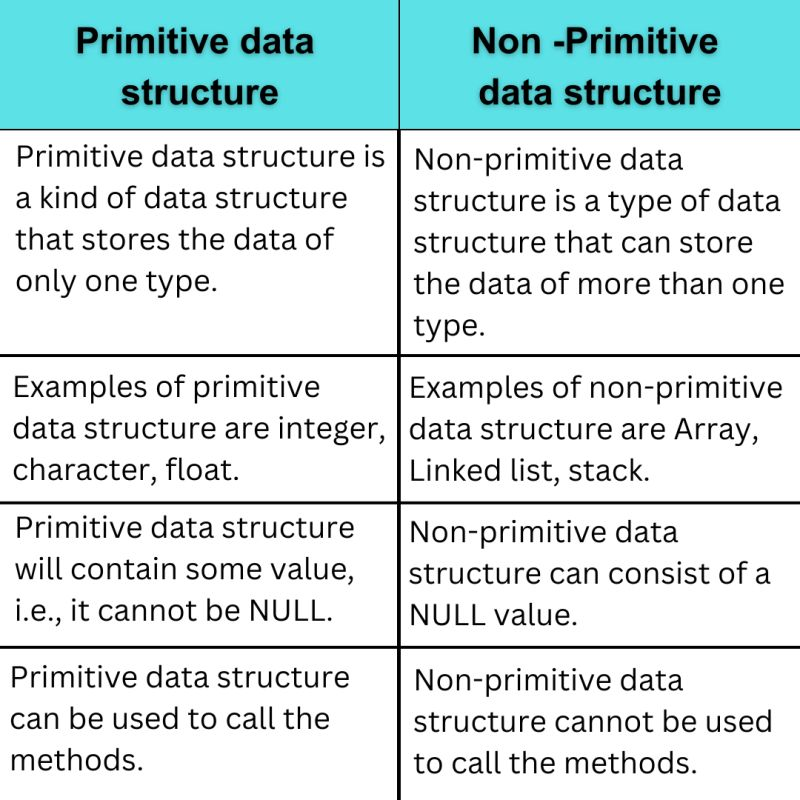 Primitive data
structure
Non -Primitive
data structure
Primitive data structure is
a kind of data structure
that stores the data of
only one type.
Non-primitive data
structure is a type of data
structure that can store
the data of more than one
type.
Examples of primitive
data structure are integer,
character, float.
Examples of non-primitive
data structure are Array,
Linked list, stack.
Primitive data structure
will contain some value,
i.e., it cannot be NULL.
Non-primitive data
structure can consist of a
NULL value.
Primitive data structure
can be used to call the
methods.
Non-primitive data
structure cannot be used
to call the methods.